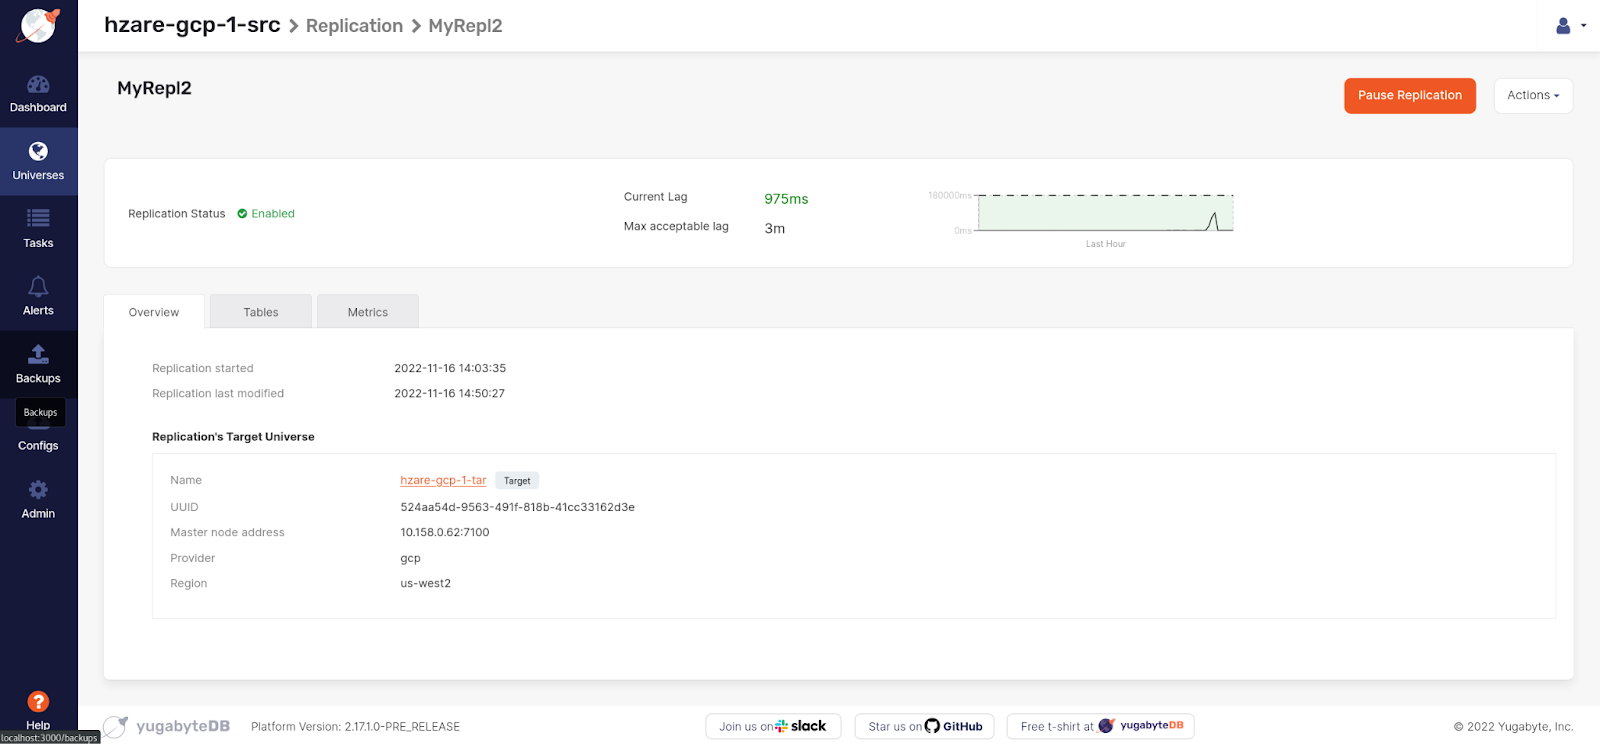 hzare-gcp-1-src > Replication > MyRepl2
Dashboard
Universes
Tasks
Alerts
Backups
Backups
Configs
Admin
Help
localhost:3000/backups
MyRepl2
Pause Replication
Actions
Replication Status Enabled
Current Lag 975ms
Max acceptable lag 3m
180000ms
0ms
Last Hour
Overview Tables Metrics
Replication started 2022-11-16 14:03:35
Replication last modified 2022-11-16 14:50:27
Replication's Target Universe
Name hzare-gcp-1-tar Target
UUID 524aa54d-9563-491f-818b-41cc33162d3e
Master node address 10.158.0.62:7100
Provider gcp
Region us-west2
yugabyteDB Platform Version: 2.17.1.0-PRE_RELEASE Join us on slack Star us on GitHub Free t-shirt at yugabyteDB © 2022 Yugabyte, Inc.